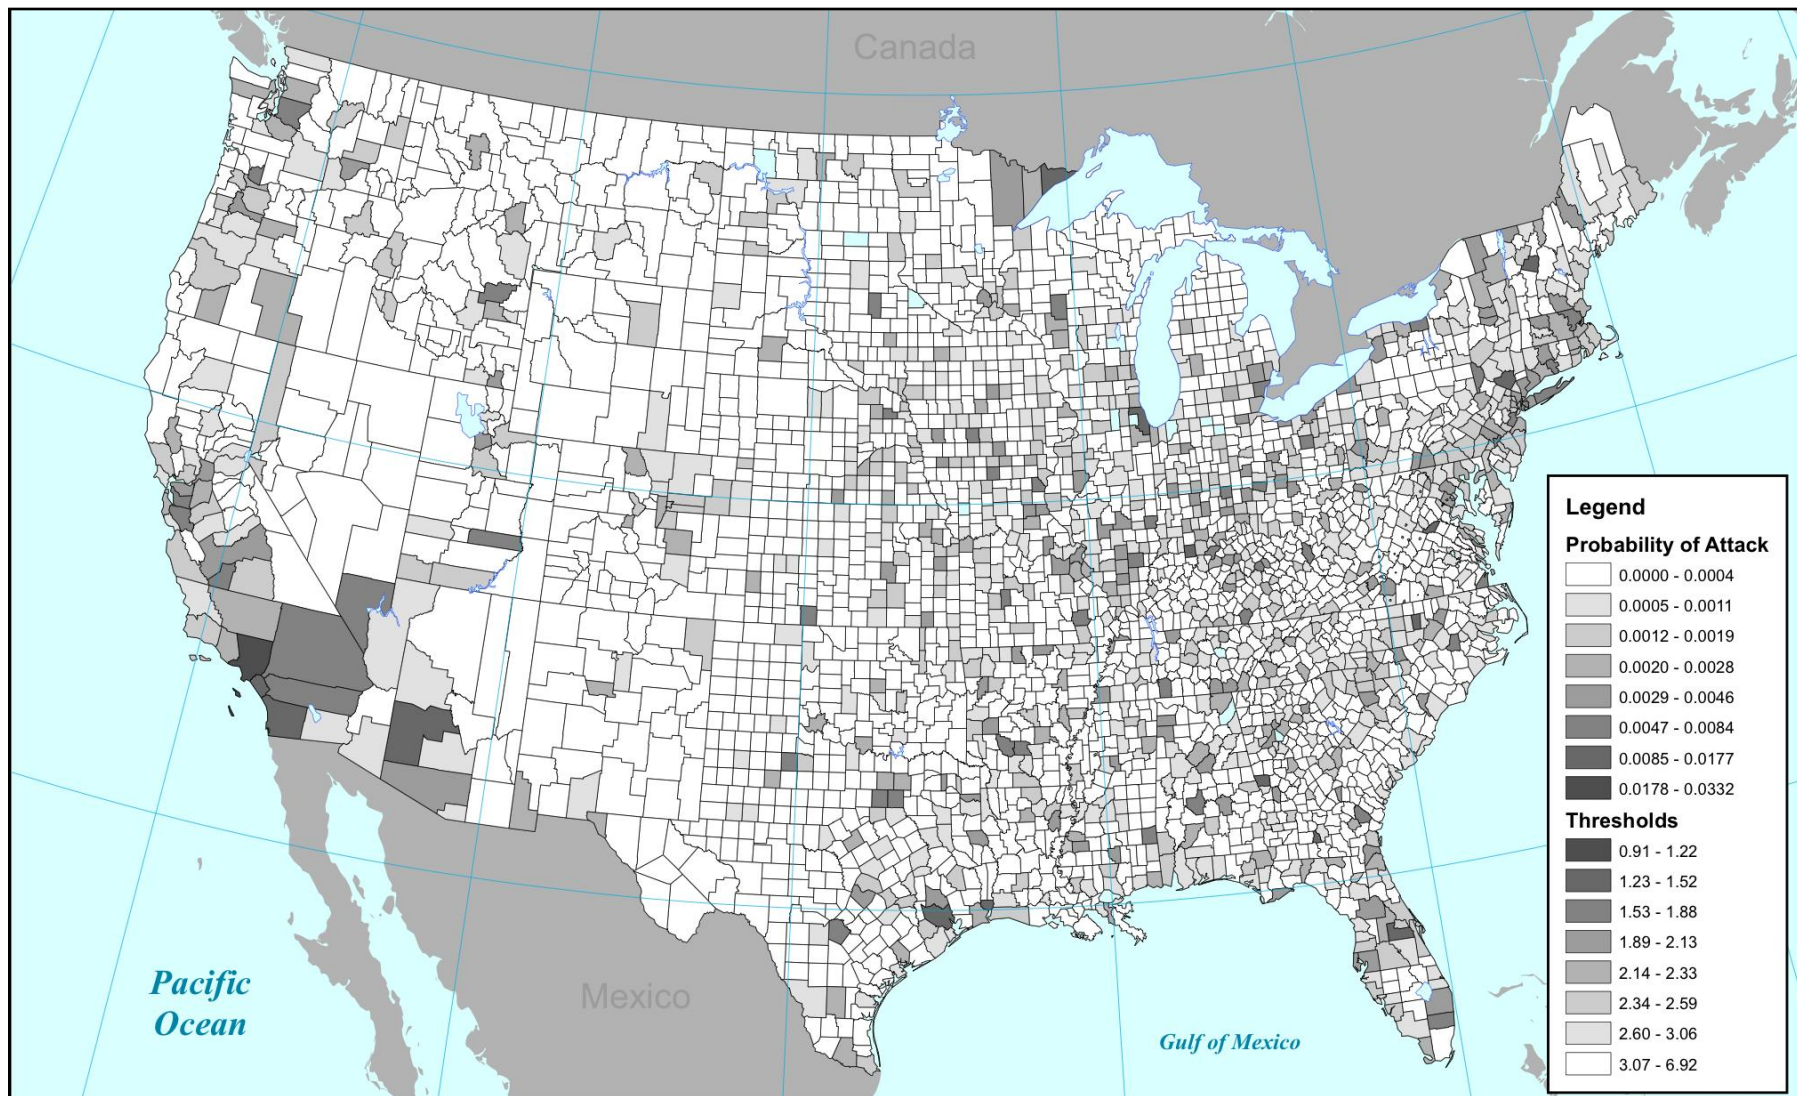 Canada
Legend
Probability of Attack
0.0000 - 0.0004
0.0005 - 0.0011
0.0012 - 0.0019
0.0020 - 0.0028
0.0029 - 0.0046
0.0047 - 0.0084
0.0085 - 0.0177
0.0178 - 0.0332
Thresholds
0.91 - 1.22
1.23 - 1.52
1.53 - 1.88
1.89 - 2.13
2.14 - 2.33
2.34 - 2.59
2.60 - 3.06
3.07 - 6.92
Pacific
Ocean
Mexico
Gulf of Mexico